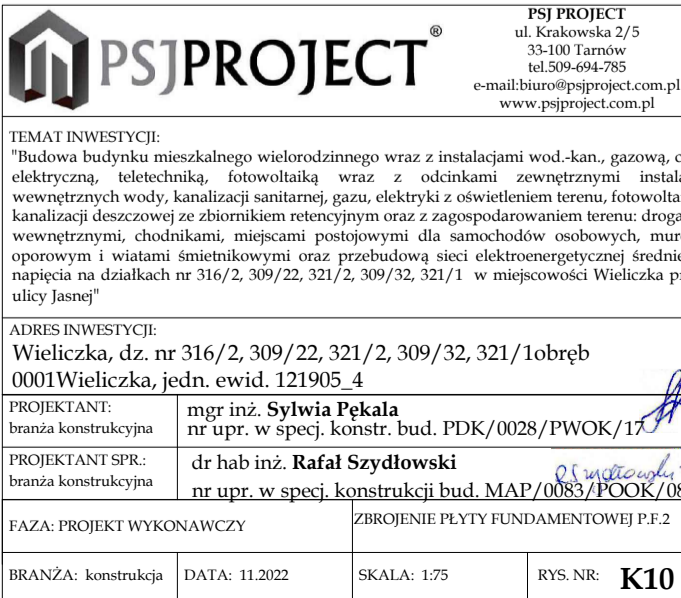 PSJPROJECT®
PSJ PROJECT
ul. Krakowska 2/5
33-100 Tarnów
tel.509-694-785
e-mail:biuro@psjproject.com.pl
www.psjproject.com.pl
TEMAT INWESTYCJI:
"Budowa budynku mieszkalnego wielorodzinnego wraz z instalacjami wod.-kan., gazową,
elektryczną, teletechniką, fotowoltaiką wraz z odcinkami zewnętrznymi
wewnętrznych wody, kanalizacji sanitarnej, gazu, elektryki z oświetleniem terenu,
kanalizacji deszczowej ze zbiornikiem retencyjnym oraz z zagospodarowaniem terenu:
wewnętrznymi, chodnikami, miejscami postojowymi dla samochodów osobowych,
oporowym i wiatami śmietnikowymi oraz przebudową sieci elektroenergetycznej
napięcia na działkach nr 316/2, 309/22, 321/2, 309/32, 321/1 w miejscowości Wieliczka
ulicy Jasnej"
ADRES INWESTYCJI:
Wieliczka, dz. nr 316/2, 309/22, 321/2, 309/32, 321/1obręb
0001Wieliczka, jedn. ewid. 121905_4
PROJEKTANT:
branża konstrukcyjna
mgr inż. Sylwia Pękala
nr upr. w specj. konstr. bud. PDK/0028/PWOK/17
PROJEKTANT SPR.:
branża konstrukcyjna
dr hab inż. Rafał Szydłowski
nr upr. w specj. konstrukcji bud. MAP/0083/POOK/08
FAZA: PROJEKT WYKONAWCZY
ZBROJENIE PŁYTY FUNDAMENTOWEJ P.F.2
BRANŻA: konstrukcja
DATA: 11.2022
SKALA: 1:75
RYS. NR: K10